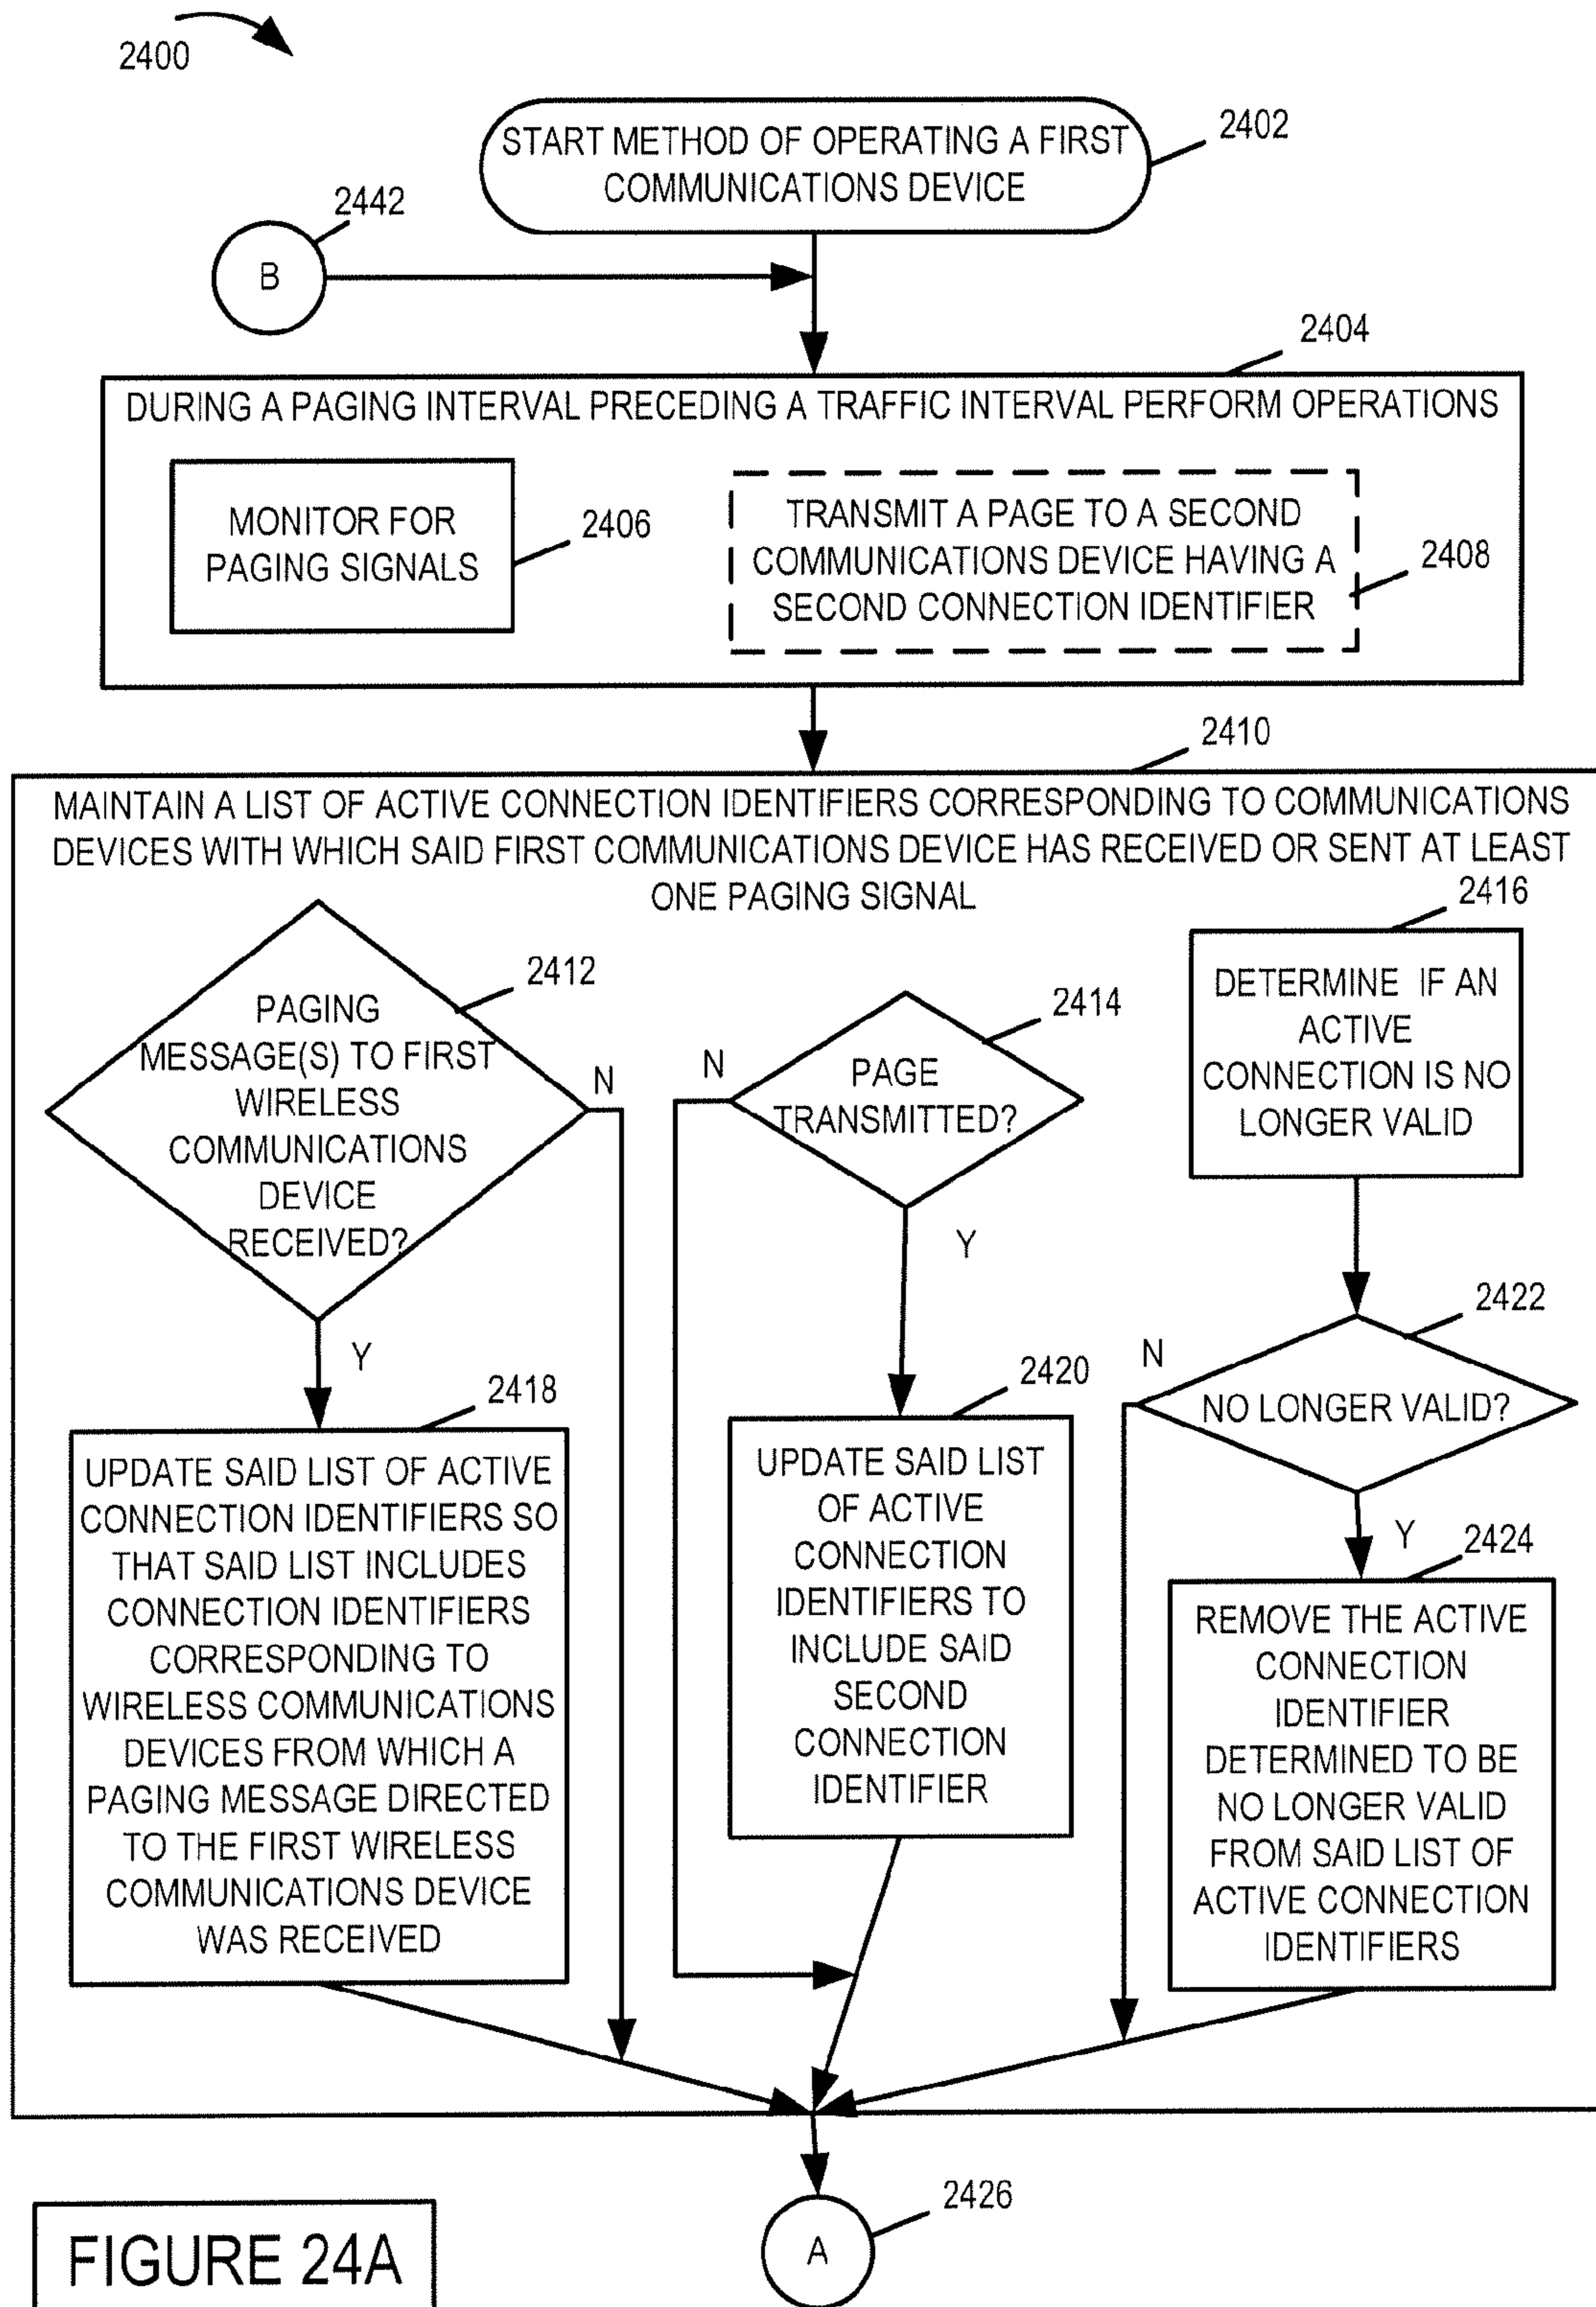 2400
START METHOD OF OPERATING A FIRST
COMMUNICATIONS DEVICE
2402
2442
B
2404
DURING A PAGING INTERVAL PRECEDING A TRAFFIC INTERVAL PERFORM OPERATIONS
MONITOR FOR
PAGING SIGNALS
2406
TRANSMIT A PAGE TO A SECOND
COMMUNICATIONS DEVICE HAVING A
SECOND CONNECTION IDENTIFIER
2408
2410
MAINTAIN A LIST OF ACTIVE CONNECTION IDENTIFIERS CORRESPONDING TO COMMUNICATIONS
DEVICES WITH WHICH SAID FIRST COMMUNICATIONS DEVICE HAS RECEIVED OR SENT AT LEAST
ONE PAGING SIGNAL
2412
PAGING
MESSAGE(S) TO FIRST
WIRELESS
COMMUNICATIONS
DEVICE
RECEIVED?
N
Y
2418
UPDATE SAID LIST OF ACTIVE
CONNECTION IDENTIFIERS SO
THAT SAID LIST INCLUDES
CONNECTION IDENTIFIERS
CORRESPONDING TO
WIRELESS COMMUNICATIONS
DEVICES FROM WHICH A
PAGING MESSAGE DIRECTED
TO THE FIRST WIRELESS
COMMUNICATIONS DEVICE
WAS RECEIVED
2414
N
PAGE
TRANSMITTED?
Y
2420
UPDATE SAID LIST
OF ACTIVE
CONNECTION
IDENTIFIERS TO
INCLUDE SAID
SECOND
CONNECTION
IDENTIFIER
2416
DETERMINE IF AN
ACTIVE
CONNECTION IS NO
LONGER VALID
2422
N
NO LONGER VALID?
Y
2424
REMOVE THE ACTIVE
CONNECTION
IDENTIFIER
DETERMINED TO BE
NO LONGER VALID
FROM SAID LIST OF
ACTIVE CONNECTION
IDENTIFIERS
2426
A
FIGURE 24A